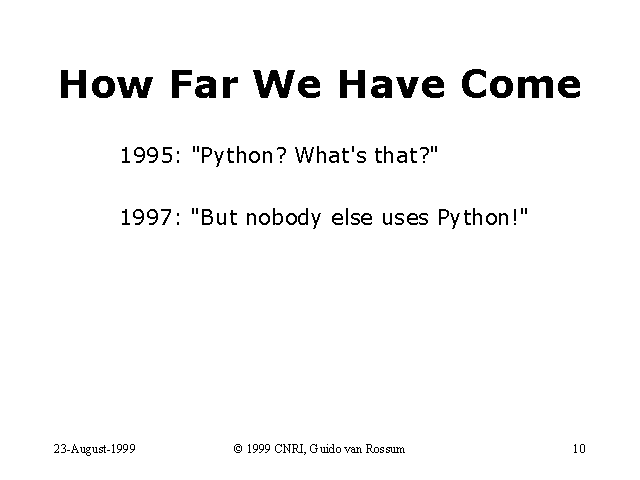 How Far We Have Come
1995: "Python? What's that?"
1997: "But nobody else uses Python!"
23-August-1999
© 1999 CNRI, Guido van Rossum
10